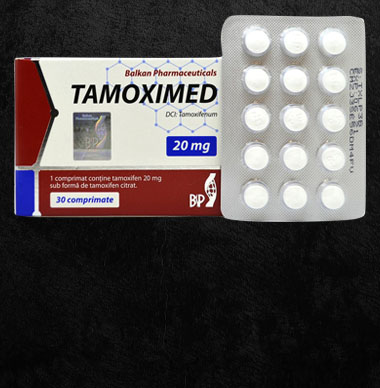 Balkan Pharmaceuticals
TAMOXIMED
DCI: Tamoxifenum
BP
20 mg
1 comprimat conține tamoxifen 20 mg
sub formă de tamoxifen citrat.
30 comprimate
BP